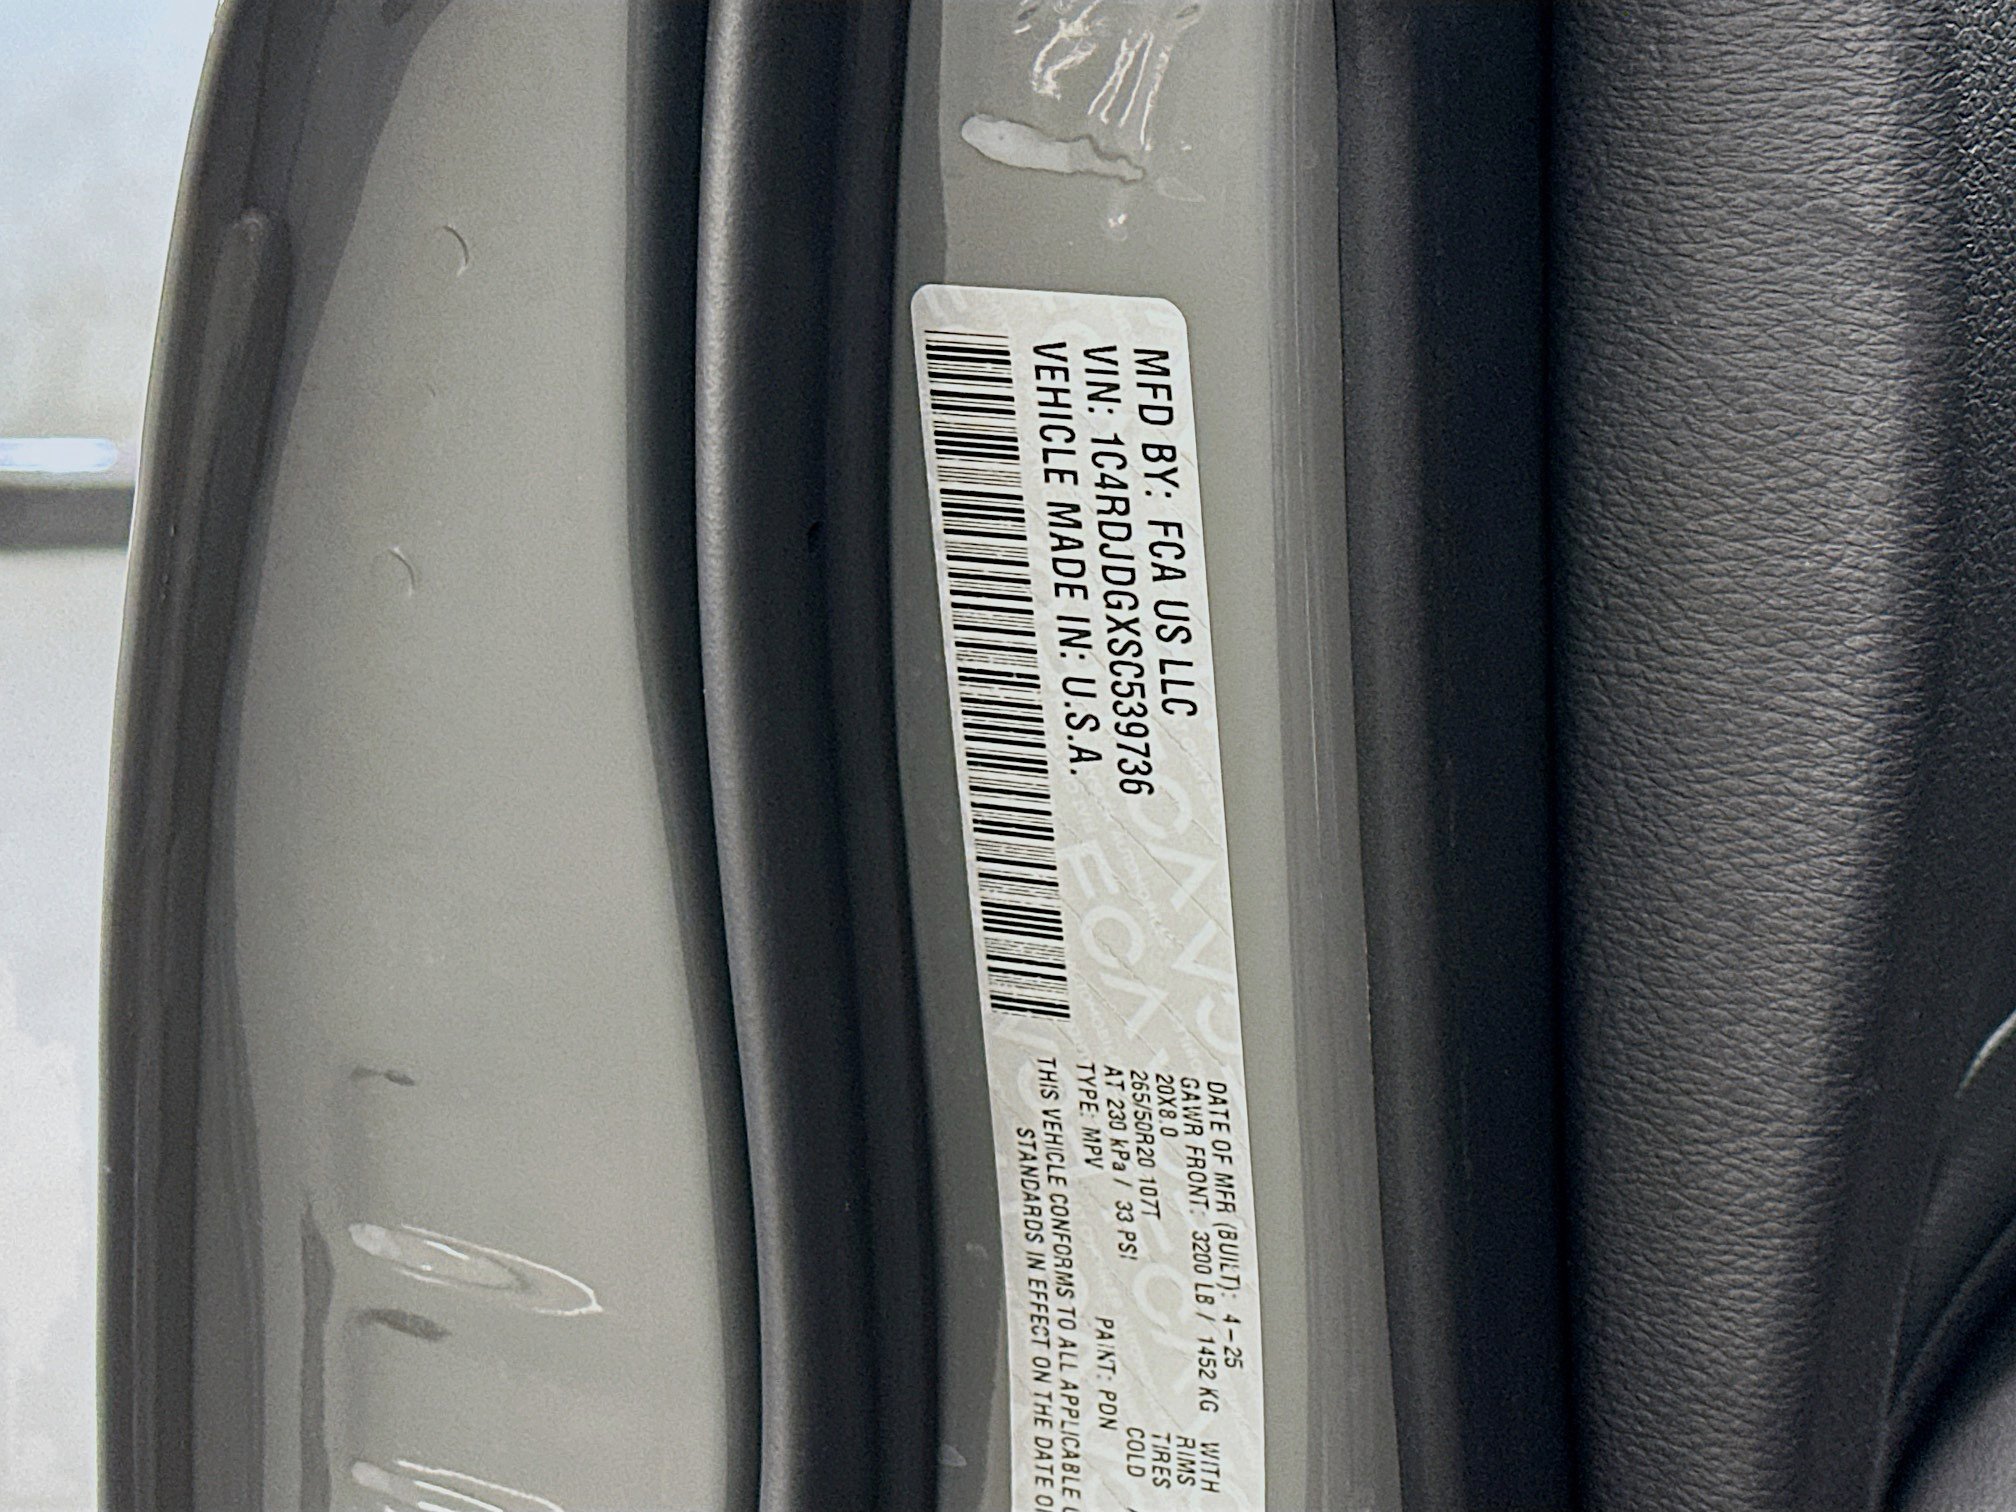 MFD BY: FCA US LLC
VIN: 1C4RDJDGXSC539736
VEHICLE MADE IN: U.S.A.
DATE OF MFR (BUILT): 4-25
GAWR FRONT: 3200 LB / 1452 KG WITH
20X8.0 RIMS
265/50R20 107T TIRES
AT 230 kPa / 33 PSI COLD
TYPE: MPV PAINT: PDN
THIS VEHICLE CONFORMS TO ALL APPLICABLE
STANDARDS IN EFFECT ON THE DATE